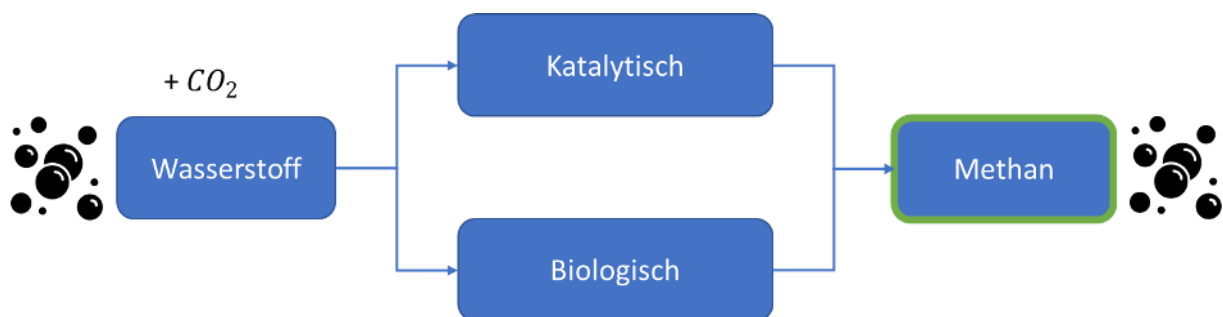 + CO₂
Wasserstoff
Katalytisch
Biologisch
Methan